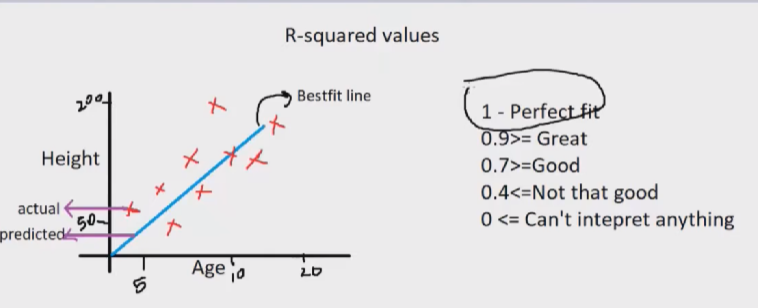 R-squared values
200
Bestfit line
Height
actual
50
predicted
Age
5
10
20
1 - Perfect fit
0.9>= Great
0.7>=Good
0.4<=Not that good
0 <= Can't intepret anything